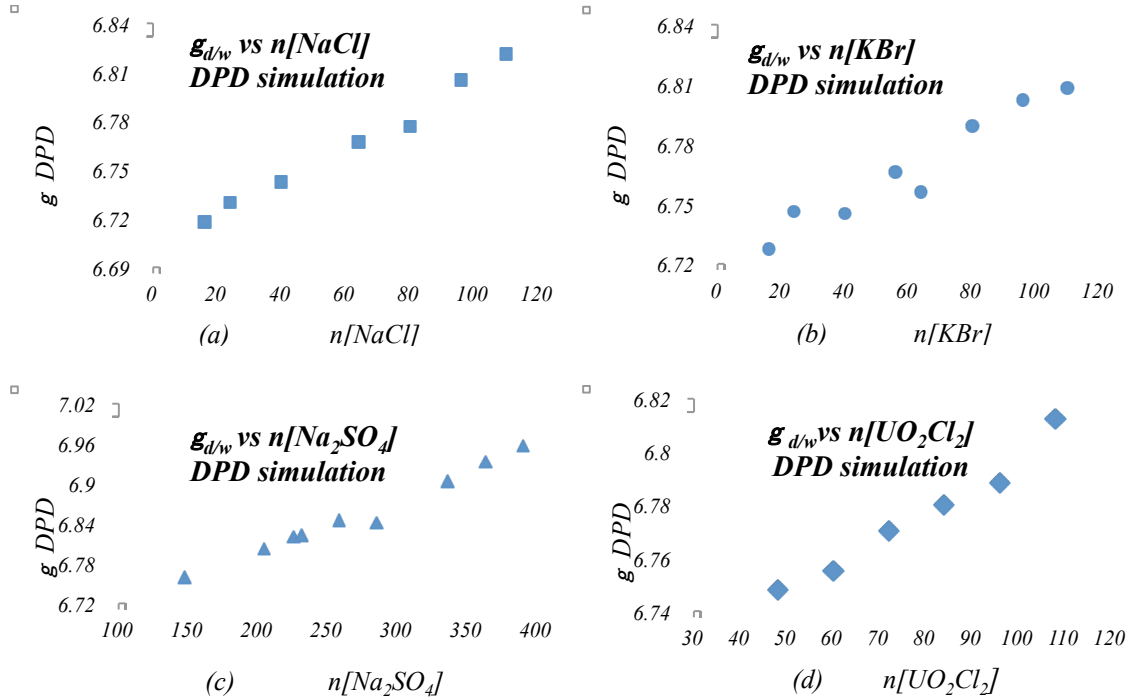 g_d/w vs n[NaCl]
DPD simulation
g DPD
6.84
6.81
6.78
6.75
6.72
6.69
0 20 40 60 80 100 120
(a) n[NaCl]
g_d/w vs n[KBr]
DPD simulation
g DPD
6.84
6.81
6.78
6.75
6.72
0 20 40 60 80 100 120
(b) n[KBr]
g_d/w vs n[Na₂SO₄]
DPD simulation
g DPD
7.02
6.96
6.9
6.84
6.78
6.72
100 150 200 250 300 350 400
(c) n[Na₂SO₄]
g_d/w vs n[UO₂Cl₂]
DPD simulation
g DPD
6.82
6.8
6.78
6.76
6.74
30 40 50 60 70 80 90 100 110 120
(d) n[UO₂Cl₂]